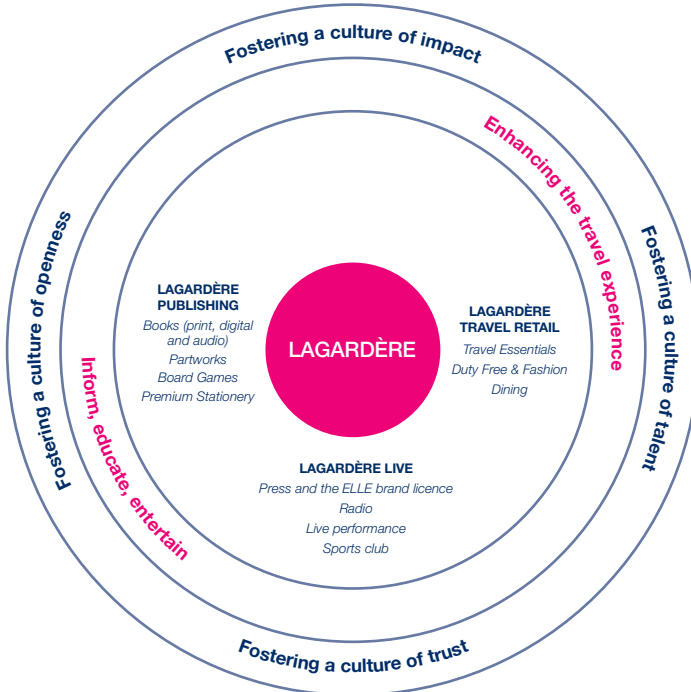 Fostering a culture of impact
Enhancing the travel experience
Fostering a culture of openness
Fostering a culture of talent
LAGARDÈRE
PUBLISHING
Books (print, digital
and audio)
Partworks
Board Games
Premium Stationery
LAGARDÈRE
LAGARDÈRE
TRAVEL RETAIL
Travel Essentials
Duty Free & Fashion
Dining
Inform, educate, entertain
LAGARDÈRE LIVE
Press and the ELLE brand licence
Radio
Live performance
Sports club
Fostering a culture of trust